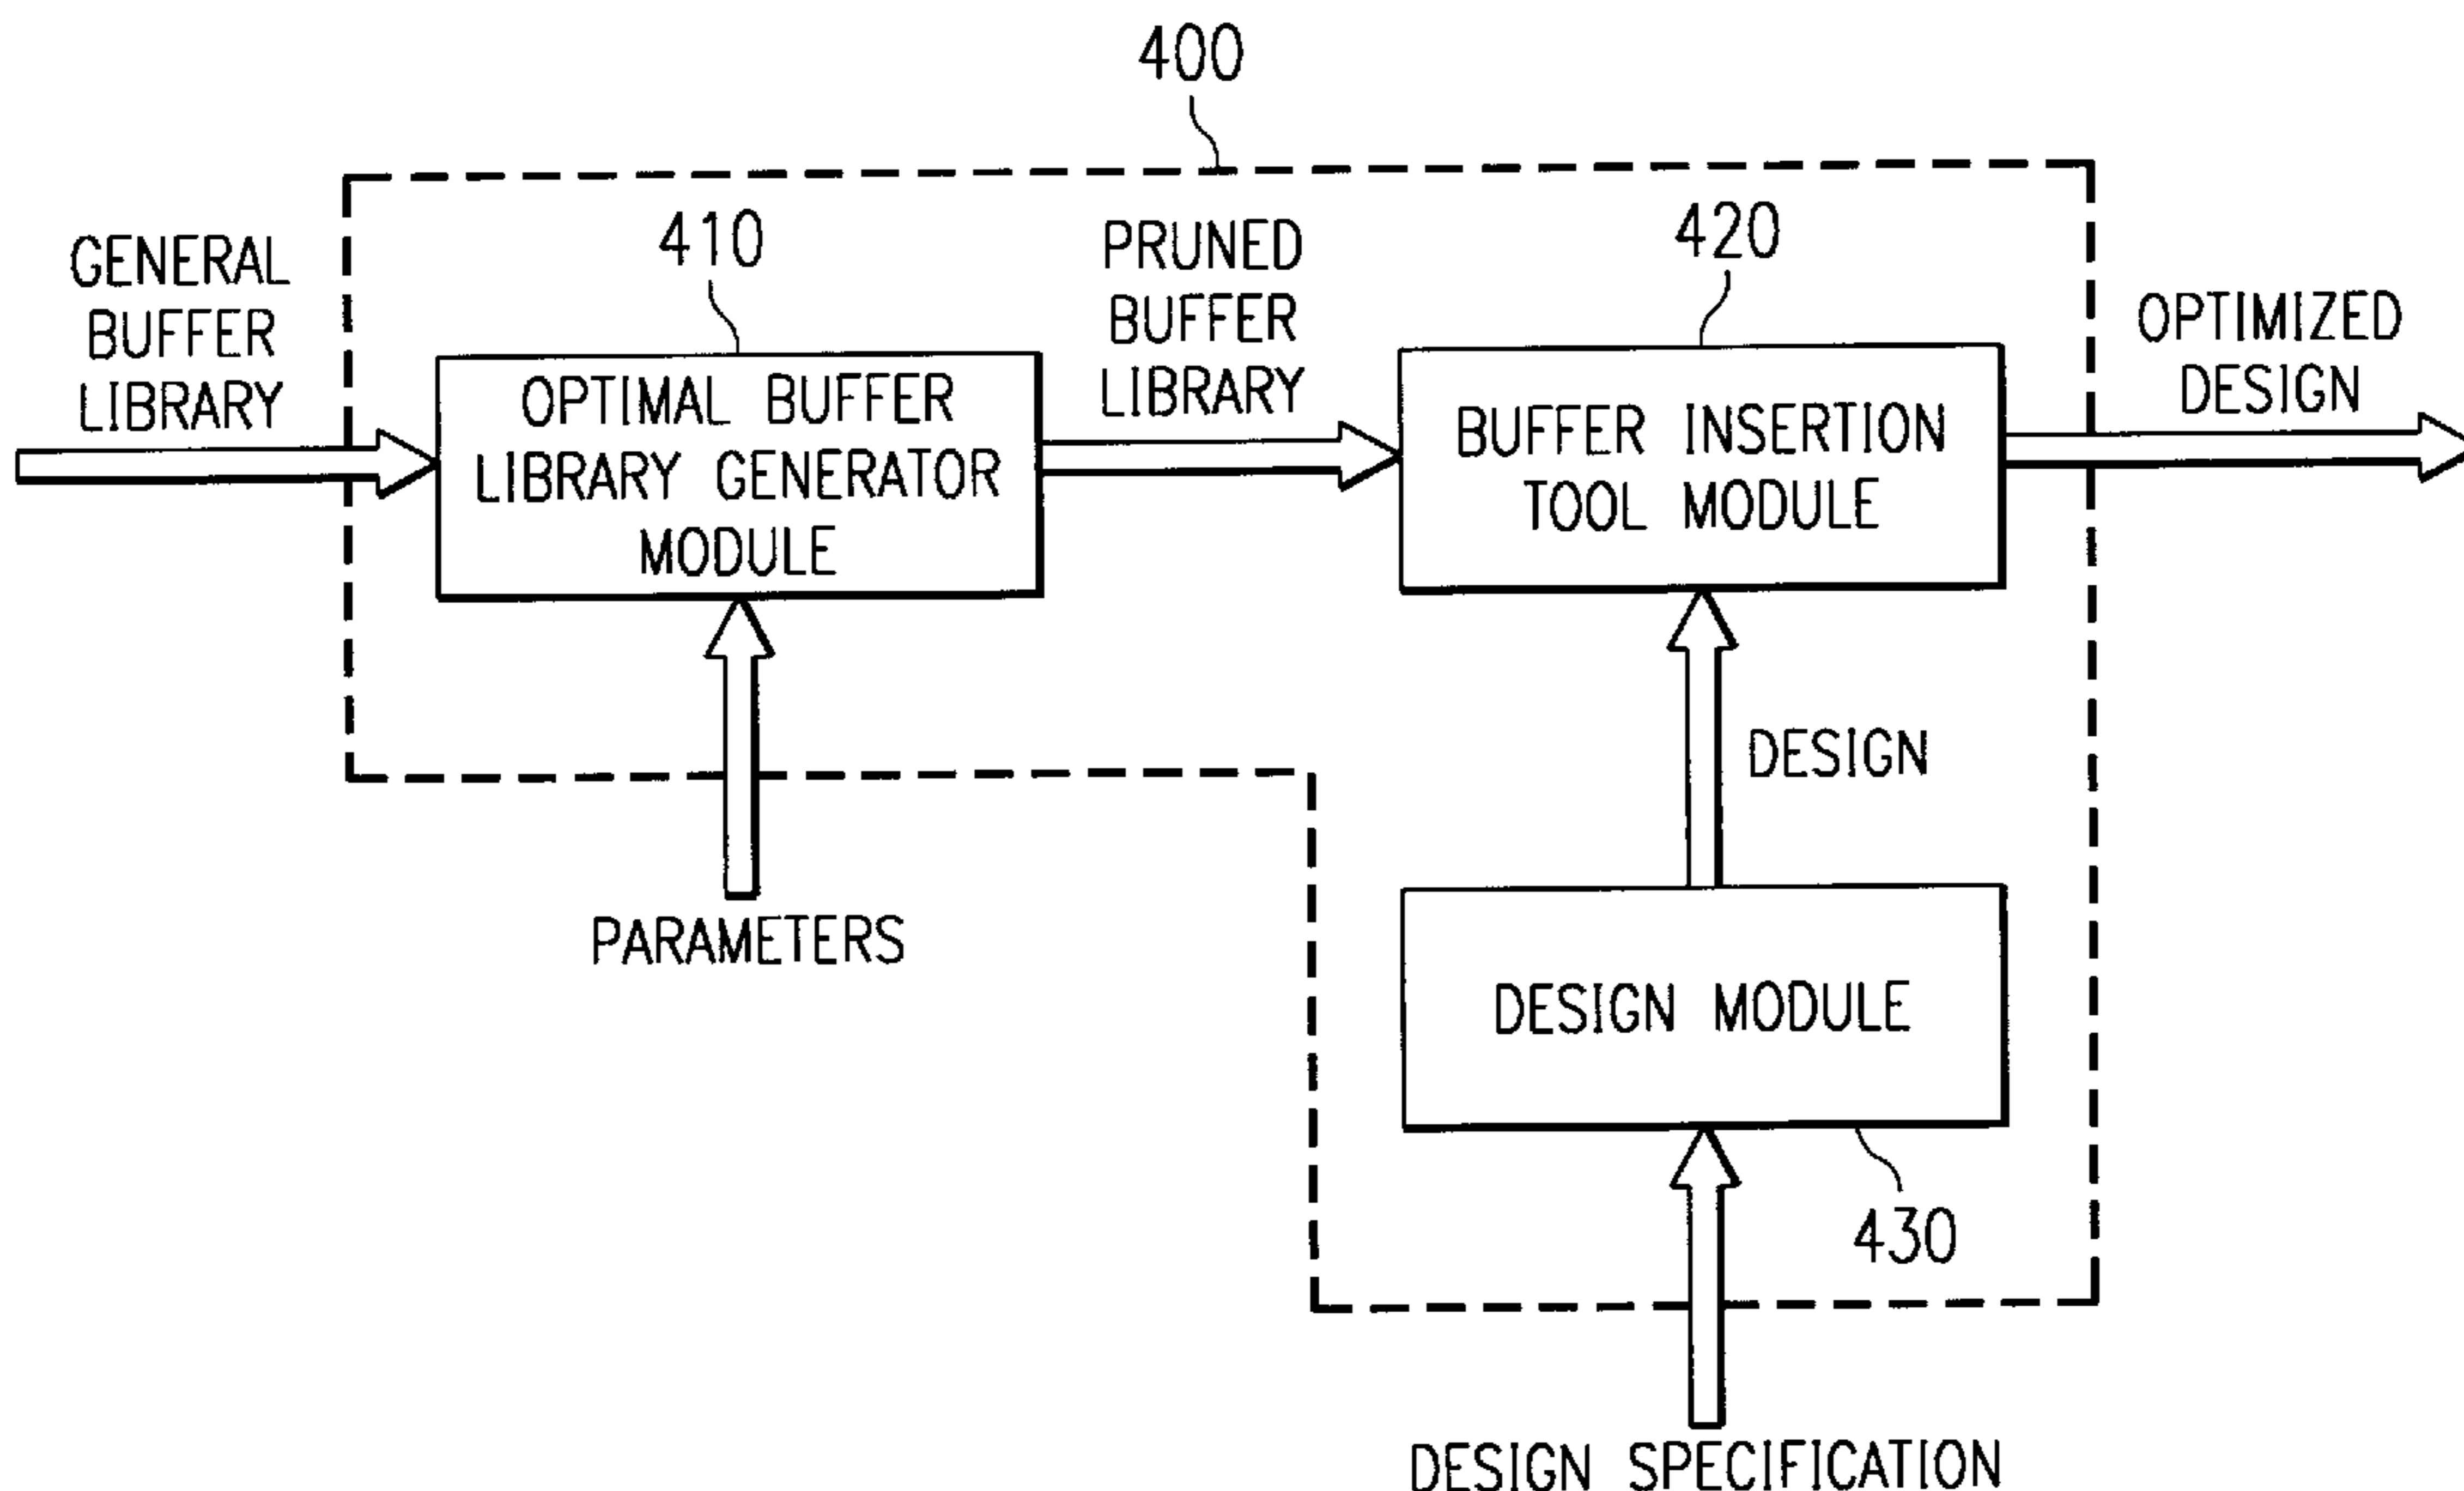 400
GENERAL
BUFFER
LIBRARY
410
PRUNED
BUFFER
LIBRARY
420
OPTIMIZED
DESIGN
OPTIMAL BUFFER
LIBRARY GENERATOR
MODULE
BUFFER INSERTION
TOOL MODULE
DESIGN
PARAMETERS
DESIGN MODULE
430
DESIGN SPECIFICATION